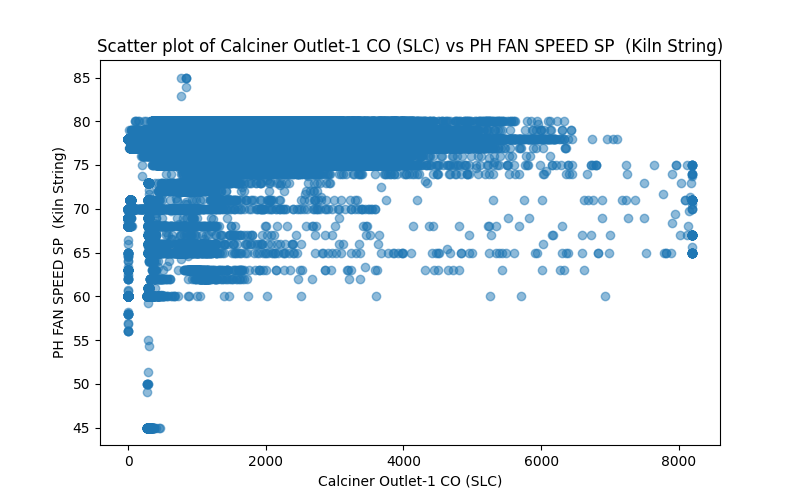 Scatter plot of Calciner Outlet-1 CO (SLC) vs PH FAN SPEED SP  (Kiln String)
85
80
75
70
65
60
55
50
45
PH FAN SPEED SP  (Kiln String)
0 2000 4000 6000 8000
Calciner Outlet-1 CO (SLC)